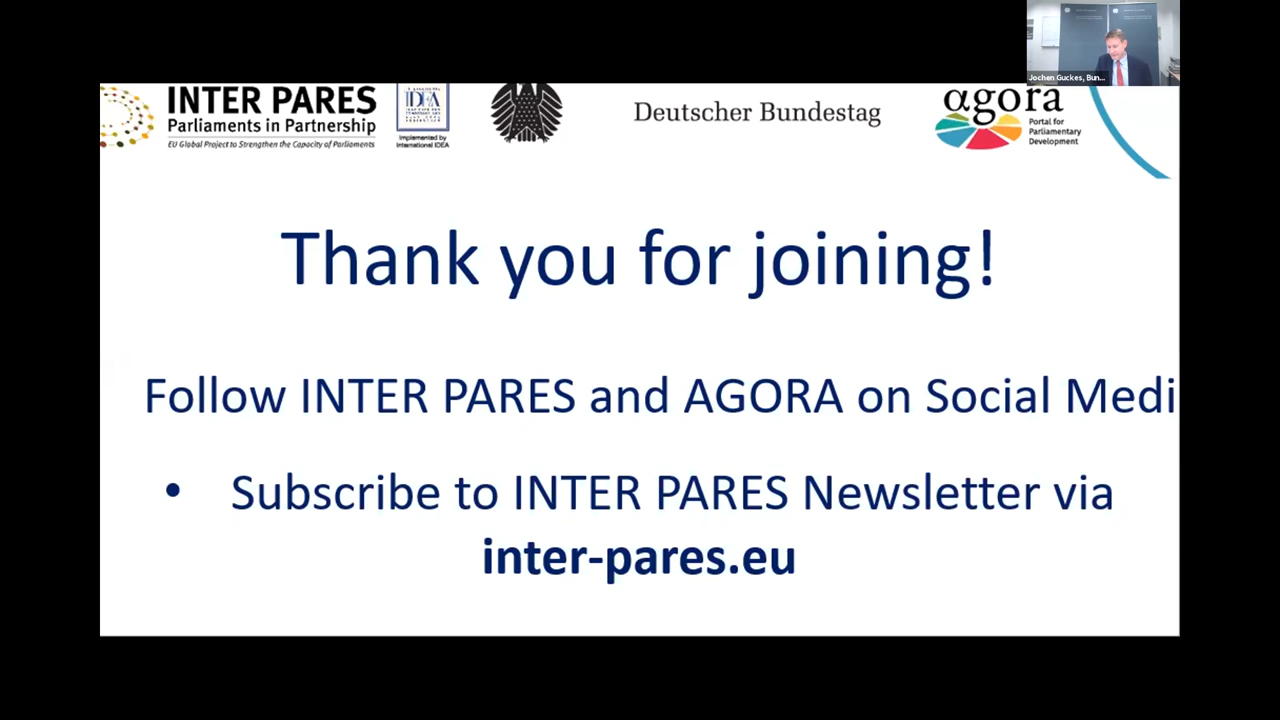 Jochen Guckes, Bun...
INTER PARES
Parliaments in Partnership
EU Global Project to Strengthen the Capacity of Parliaments
IDEA
Implemented by
International IDEA
Deutscher Bundestag
agora
Portal for
Parliamentary
Development
Thank you for joining!
Follow INTER PARES and AGORA on Social Medi
• Subscribe to INTER PARES Newsletter via
inter-pares.eu